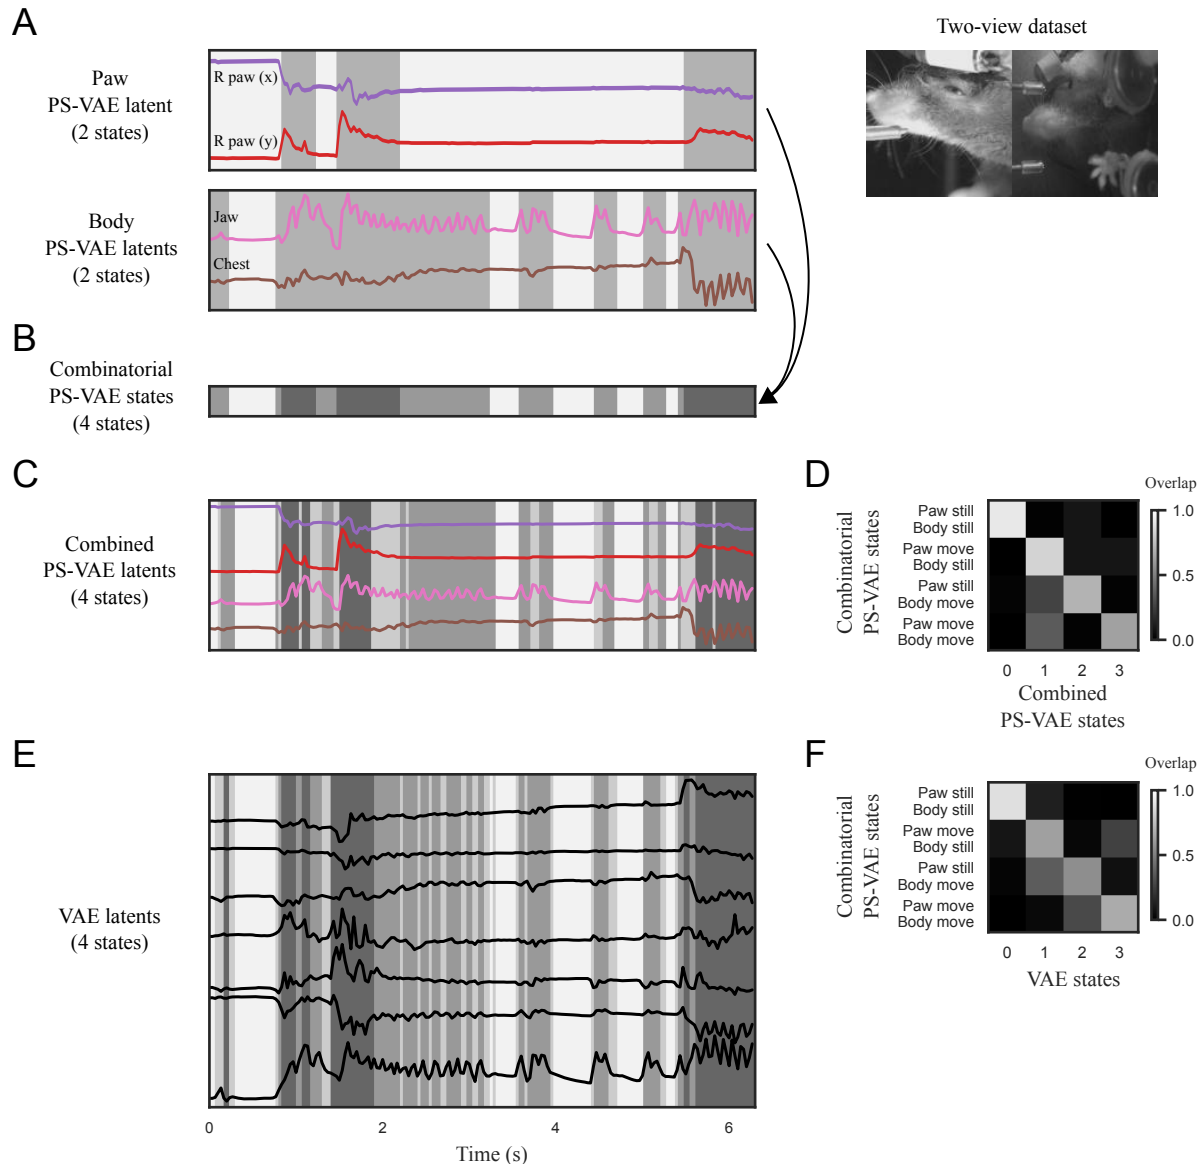 A
Two-view dataset
Paw
PS-VAE latent
(2 states)
R paw (x)
R paw (y)
Body
PS-VAE latents
(2 states)
Jaw
Chest
B
Combinatorial
PS-VAE states
(4 states)
C
Combined
PS-VAE latents
(4 states)
D
Overlap
Combinatorial
PS-VAE states
Paw still
Body still
Paw move
Body still
Paw still
Body move
Paw move
Body move
1.0
0.5
0.0
0 1 2 3
Combined
PS-VAE states
E
VAE latents
(4 states)
0 2 4 6
Time (s)
F
Overlap
Combinatorial
PS-VAE states
Paw still
Body still
Paw move
Body still
Paw still
Body move
Paw move
Body move
1.0
0.5
0.0
0 1 2 3
VAE states